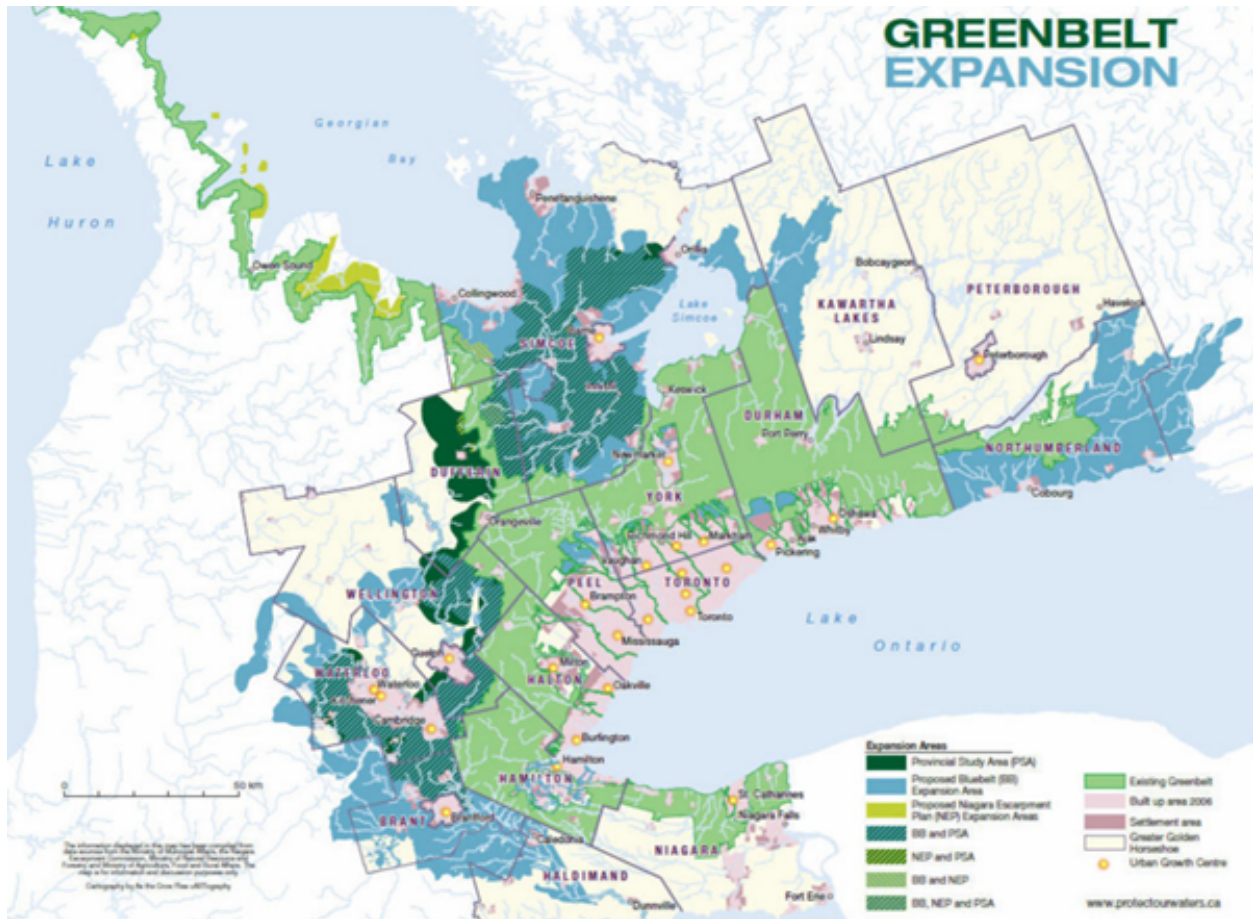 GREENBELT
EXPANSION
Georgian
Bay
Lake
Huron
Penetanguishene
Orillia
Owen Sound
Collingwood
Lake
Simcoe
Bobcaygeon
KAWARTHA
LAKES
PETERBOROUGH
Havelock
SIMCOE
Lindsay
Peterborough
Keswick
DURHAM
Port Perry
Newmarket
NORTHUMBERLAND
DUFFERIN
YORK
Cobourg
Orangeville
Oshawa
Whitby
Richmond Hill
Markham
Pickering
Vaughan
WELLINGTON
PEEL
TORONTO
Brampton
Toronto
Lake
Ontario
Mississauga
Guelph
WATERLOO
Waterloo
Milton
HALTON
Kitchener
Oakville
Cambridge
Burlington
Hamilton
HAMILTON
0 50 km
St. Catharines
BRANT
Brantford
Niagara Falls
Caledonia
NIAGARA
HALDIMAND
Dunnville
Fort Erie
Expansion Areas
Provincial Study Area (PSA)
Proposed Bluebelt (BB)
Expansion Area
Proposed Niagara Escarpment
Plan (NEP) Expansion Areas
BB and PSA
NEP and PSA
BB and NEP
BB, NEP and PSA
Existing Greenbelt
Built up area 2006
Settlement area
Greater Golden
Horseshoe
Urban Growth Centre
www.protectourwaters.ca